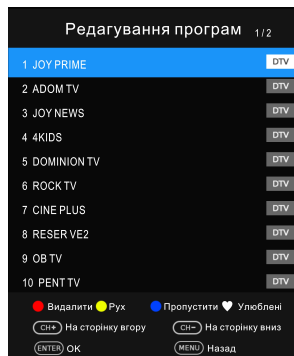 Редагування програм 1/2
1 JOY PRIME DTV
2 ADOM TV DTV
3 JOY NEWS DTV
4 4KIDS DTV
5 DOMINION TV DTV
6 ROCK TV DTV
7 CINE PLUS DTV
8 RESER VE2 DTV
9 OB TV DTV
10 PENT TV DTV
Видалити Рух Пропустити Улюблені
CH+ На сторінку вгору CH- На сторінку вниз
ENTER OK MENU Назад